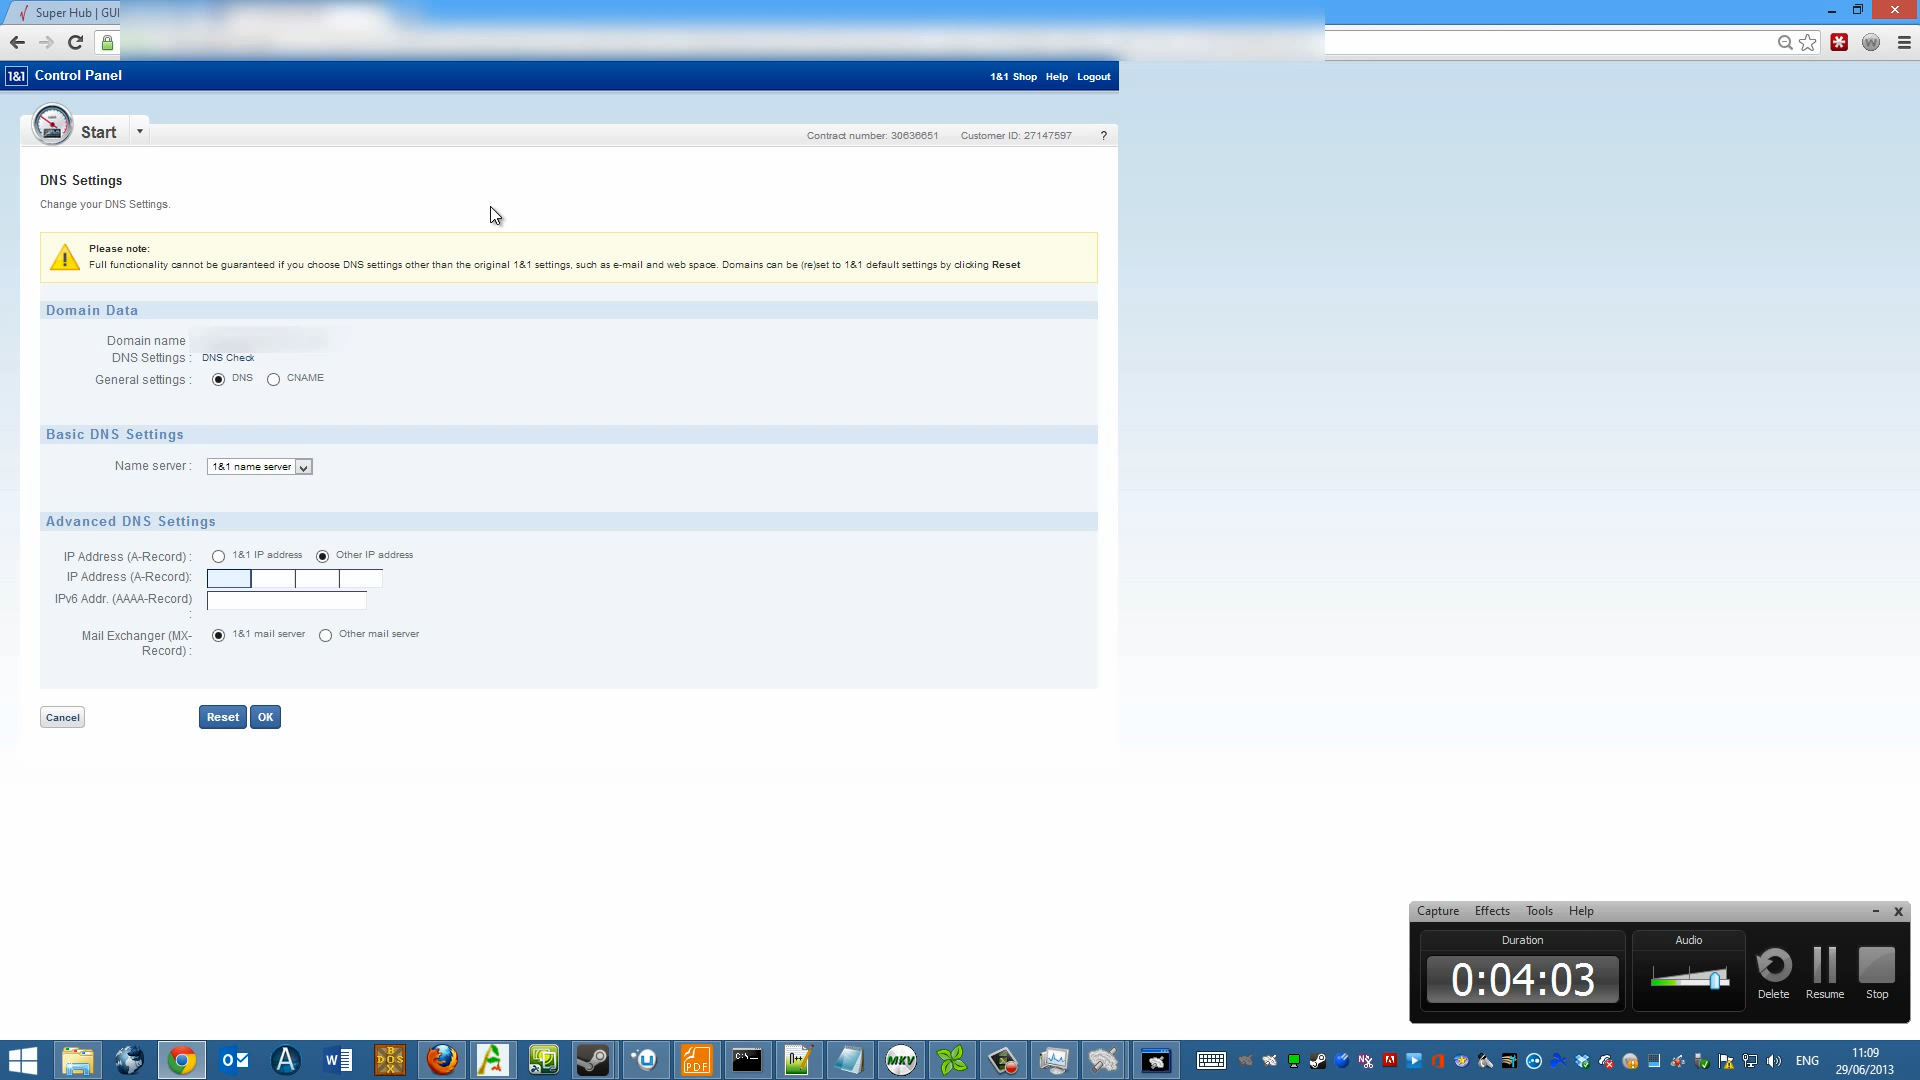 Super Hub | GUI
1&1 Control Panel
1&1 Shop Help Logout
Start
Contract number: 30636651 Customer ID: 27147597 ?
DNS Settings
Change your DNS Settings.
Please note:
Full functionality cannot be guaranteed if you choose DNS settings other than the original 1&1 settings, such as e-mail and web space. Domains can be (re)set to 1&1 default settings by clicking Reset
Domain Data
Domain name
DNS Settings : DNS Check
General settings : DNS CNAME
Basic DNS Settings
Name server : 1&1 name server
Advanced DNS Settings
IP Address (A-Record) : 1&1 IP address Other IP address
IP Address (A-Record):
IPv6 Addr. (AAAA-Record)
:
Mail Exchanger (MX-
Record) :
1&1 mail server Other mail server
Cancel Reset OK
Capture Effects Tools Help
Duration
0:04:03
Audio
Delete Resume Stop
MKV
PDF
ENG
11:09
29/06/2013